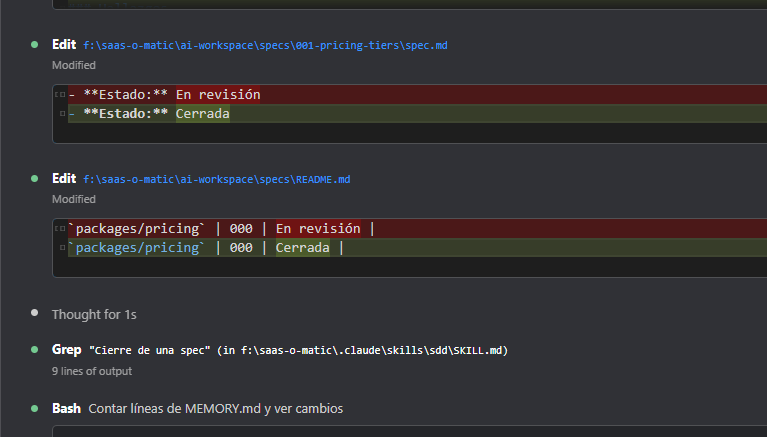 Edit f:\saas-o-matic\ai-workspace\specs\001-pricing-tiers\spec.md
Modified
- **Estado:** En revisión
- **Estado:** Cerrada
Edit f:\saas-o-matic\ai-workspace\specs\README.md
Modified
`packages/pricing` | 000 | En revisión |
`packages/pricing` | 000 | Cerrada |
Thought for 1s
Grep "Cierre de una spec" (in f:\saas-o-matic\.claude\skills\sdd\SKILL.md)
9 lines of output
Bash Contar líneas de MEMORY.md y ver cambios